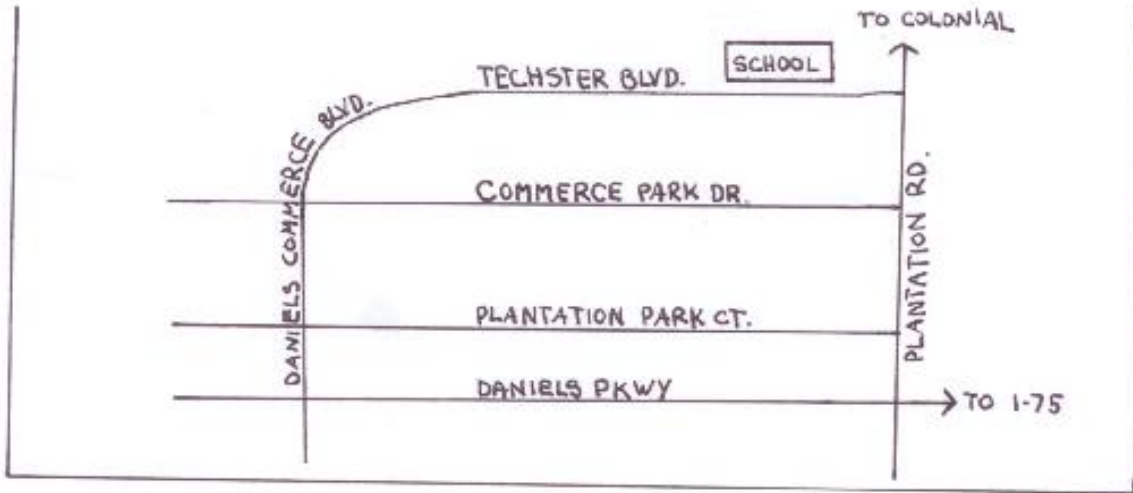 TO COLONIAL
SCHOOL
TECHSTER BLVD.
DANIELS COMMERCE BLVD.
COMMERCE PARK DR.
PLANTATION RD.
PLANTATION PARK CT.
DANIELS PKWY
TO I-75